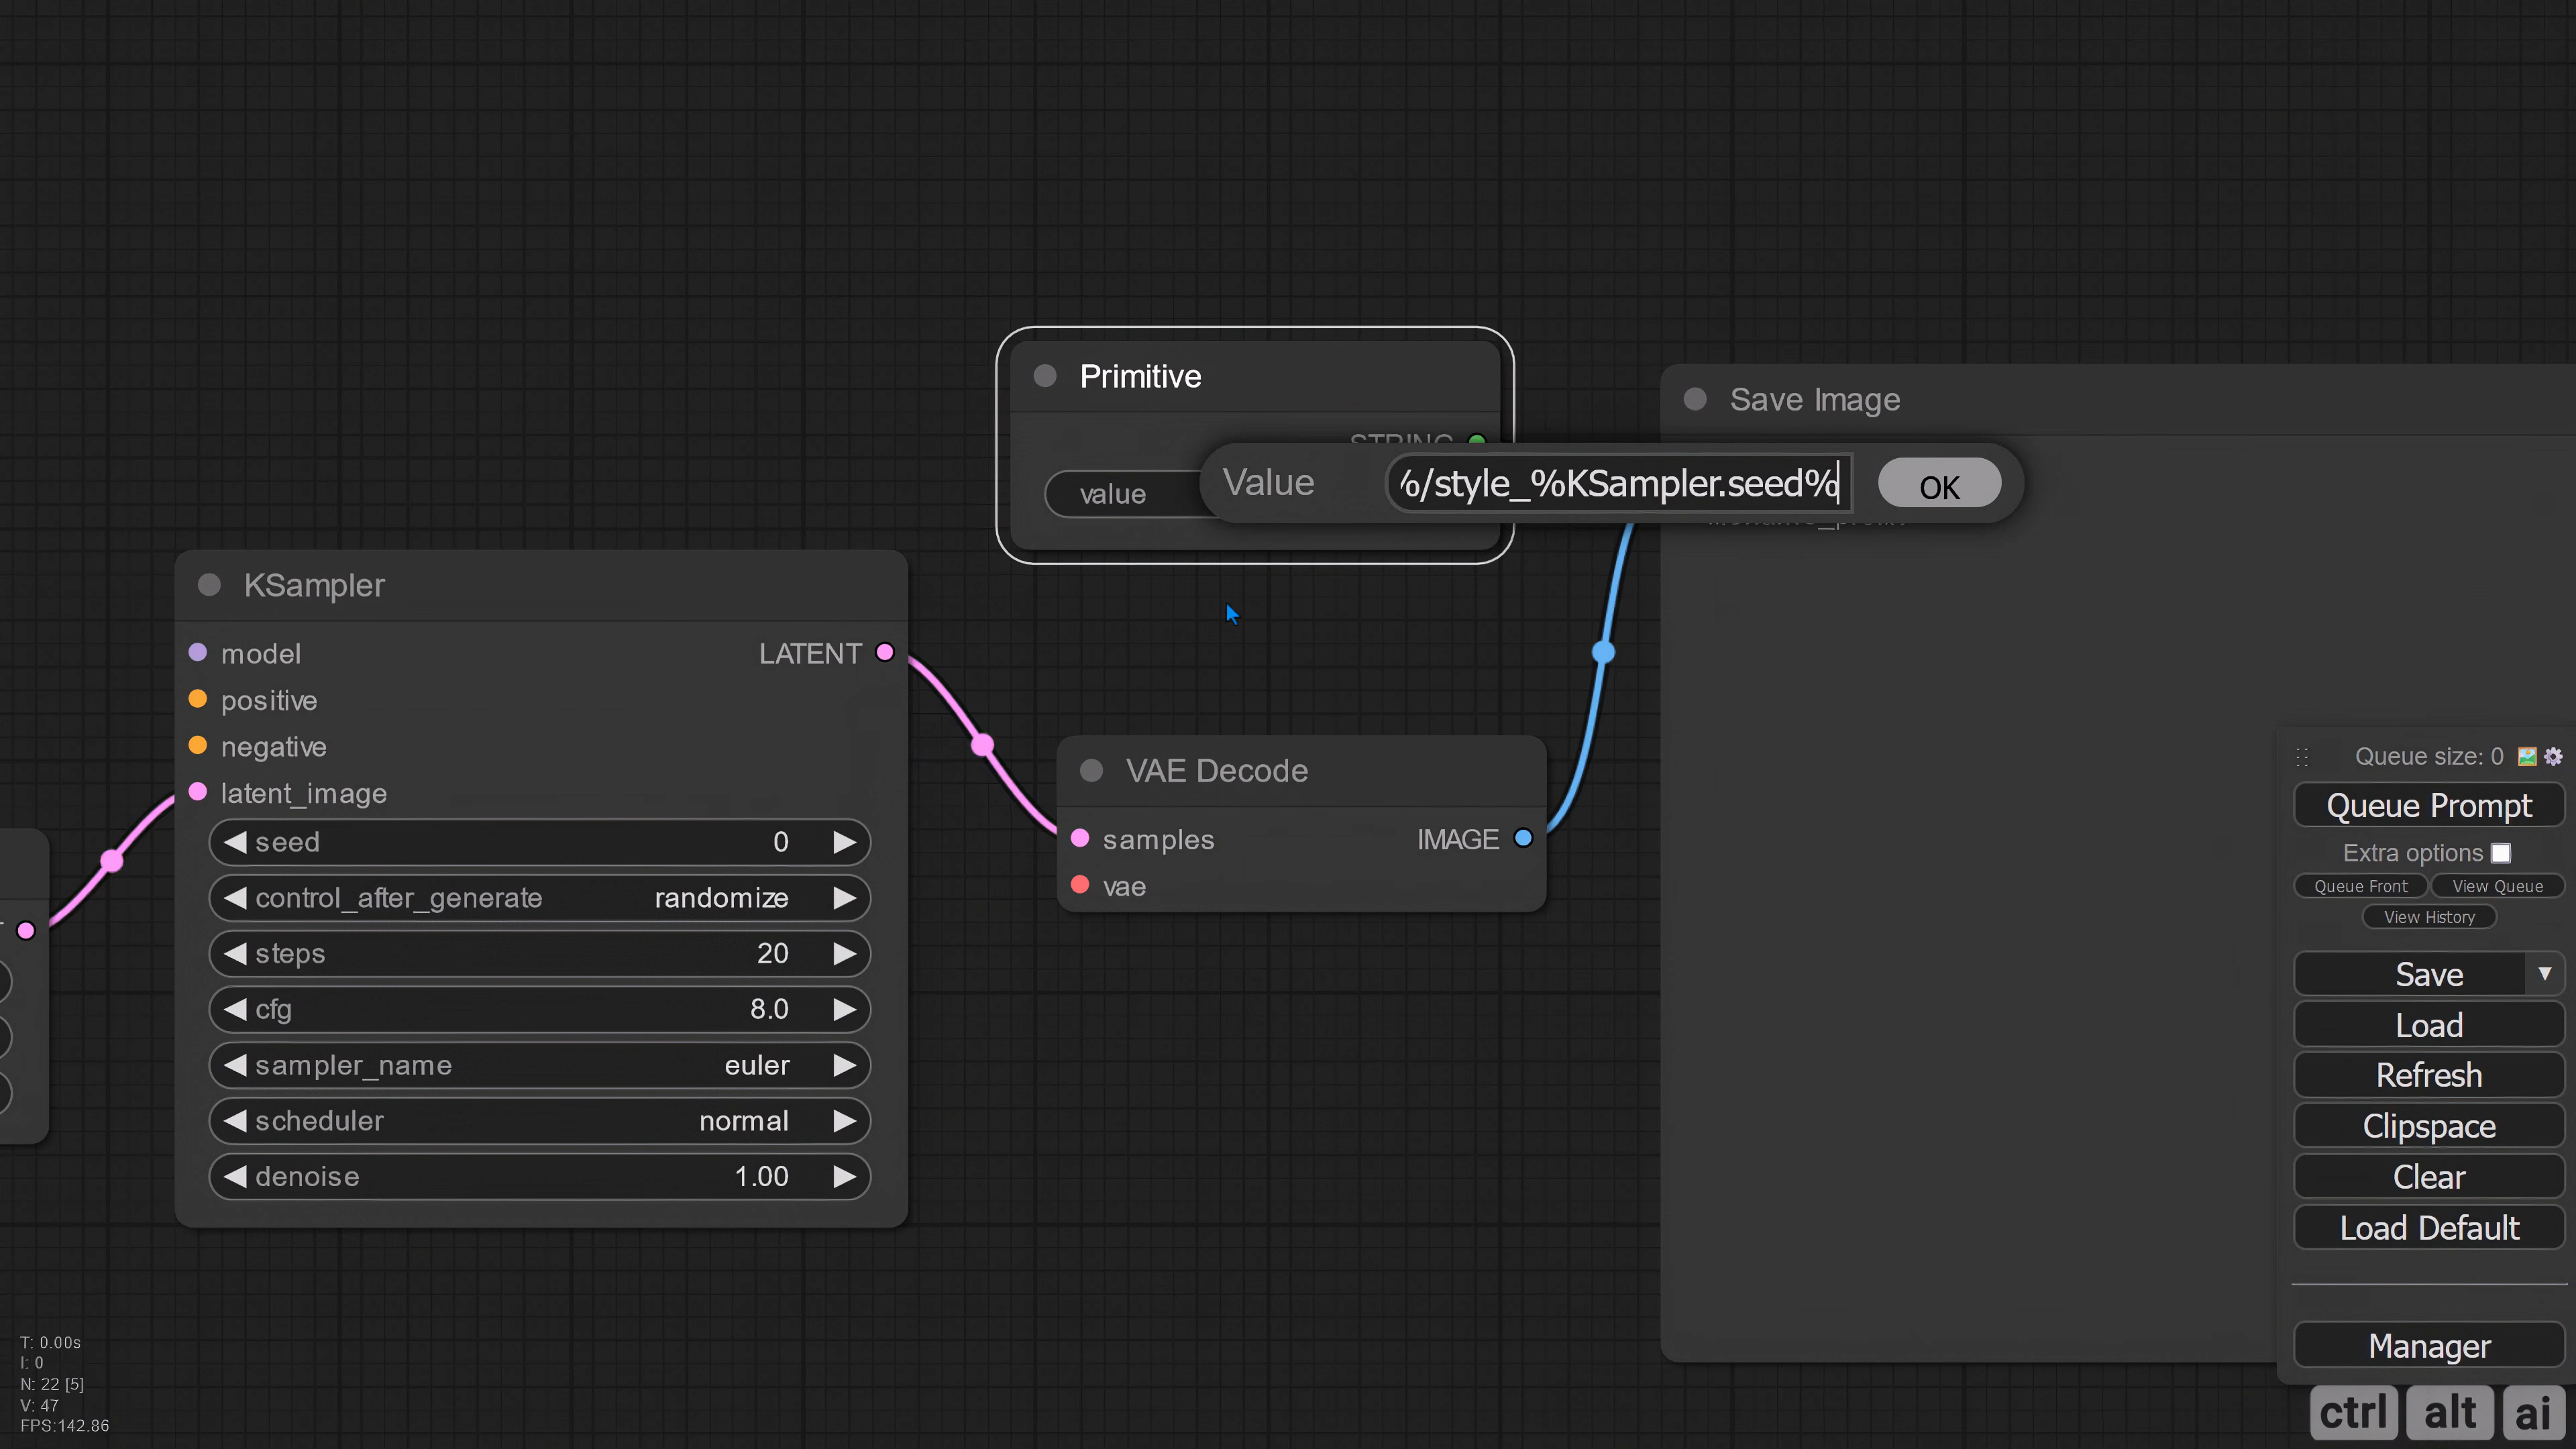 Primitive
STRING
value
Value
%/style_%KSampler.seed%
OK
Save Image
KSampler
model
LATENT
positive
negative
latent_image
seed
0
control_after_generate
randomize
steps
20
cfg
8.0
sampler_name
euler
scheduler
normal
denoise
1.00
VAE Decode
samples
IMAGE
vae
Queue size: 0
Queue Prompt
Extra options
Queue Front
View Queue
View History
Save
Load
Refresh
Clipspace
Clear
Load Default
Manager
T: 0.00s
I: 0
N: 22 [5]
V: 47
FPS:142.86
ctrl alt ai